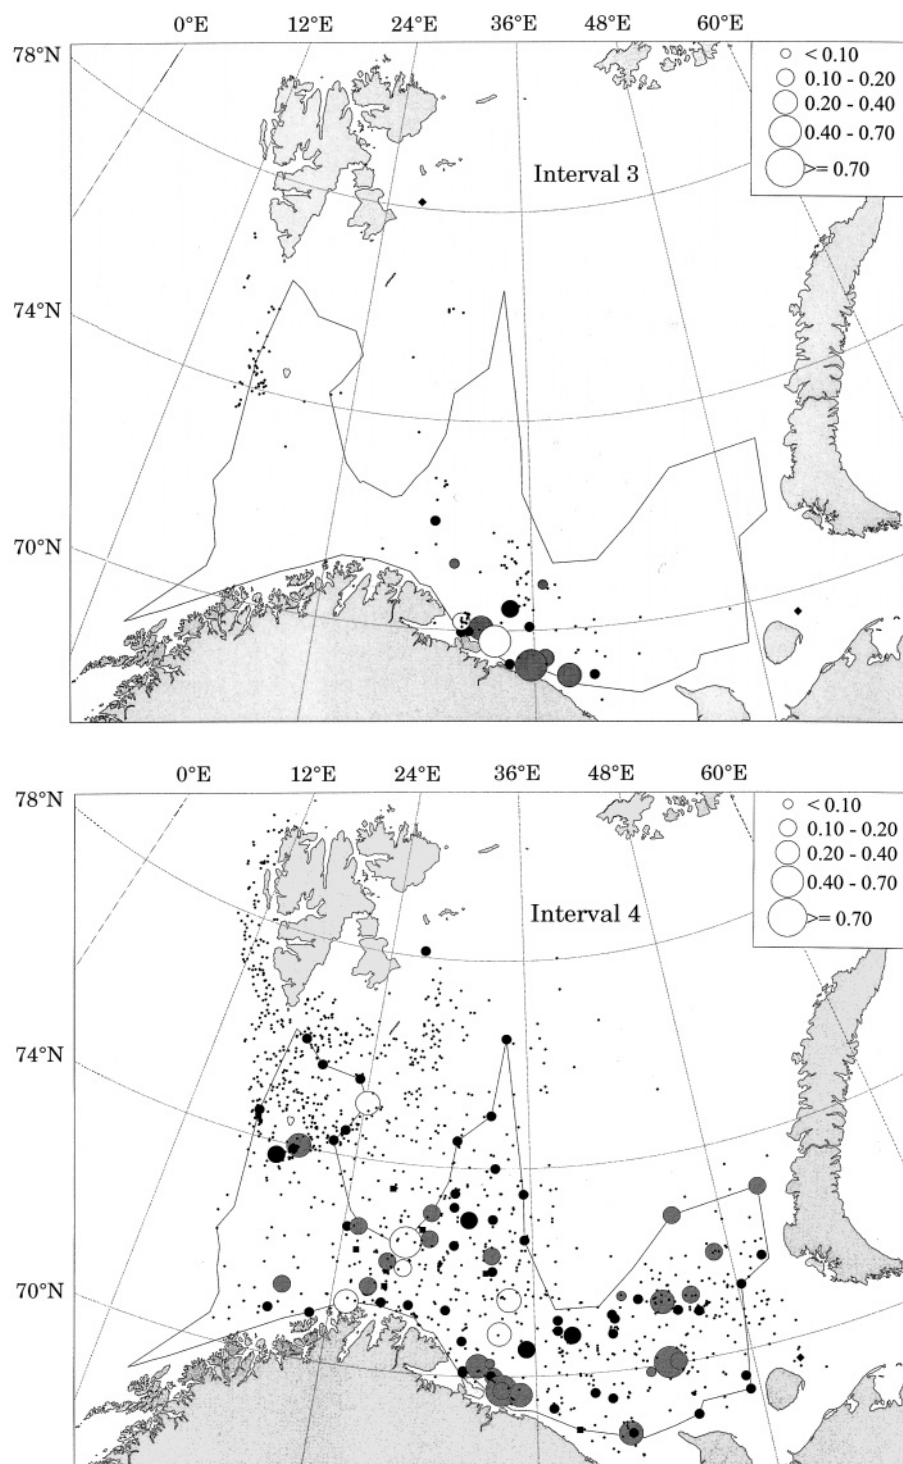 0°E 12°E 24°E 36°E 48°E 60°E
78°N
< 0.10
0.10 - 0.20
0.20 - 0.40
0.40 - 0.70
>= 0.70
Interval 3
74°N
70°N
0°E 12°E 24°E 36°E 48°E 60°E
78°N
< 0.10
0.10 - 0.20
0.20 - 0.40
0.40 - 0.70
>= 0.70
Interval 4
74°N
70°N